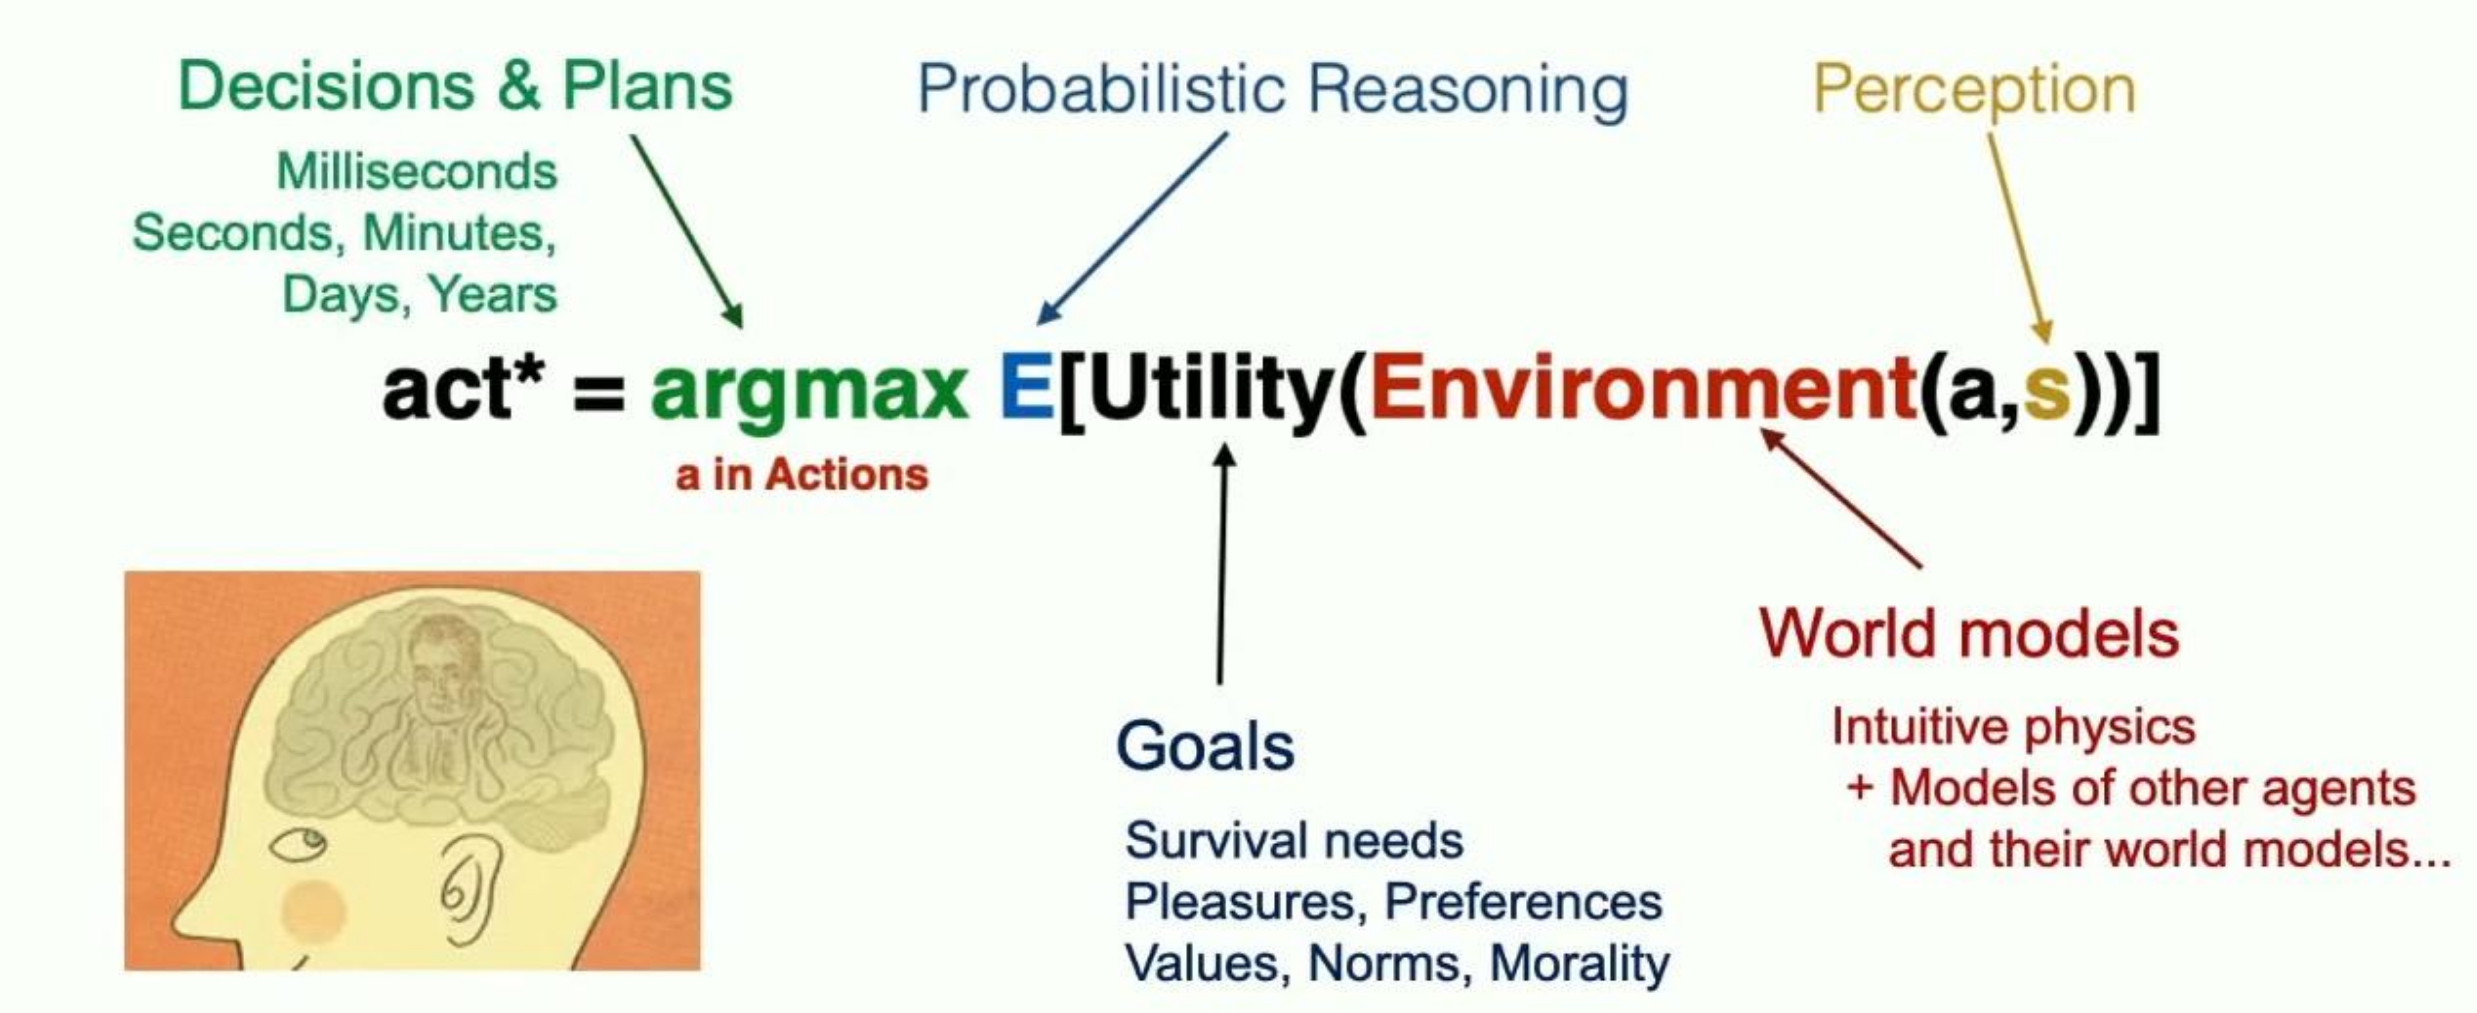 Decisions & Plans
Milliseconds
Seconds, Minutes,
Days, Years
Probabilistic Reasoning
Perception
act* = argmax E[Utility(Environment(a,s))]
a in Actions
Goals
Survival needs
Pleasures, Preferences
Values, Norms, Morality
World models
Intuitive physics
+ Models of other agents
and their world models...